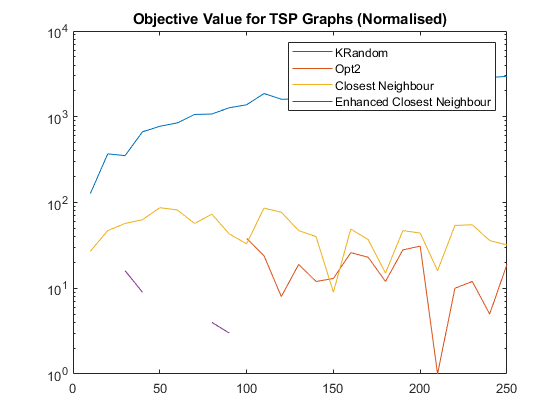 Objective Value for TSP Graphs (Normalised)
10^4
KRandom
Opt2
Closest Neighbour
Enhanced Closest Neighbour
10^3
10^2
10^1
10^0
0 50 100 150 200 250